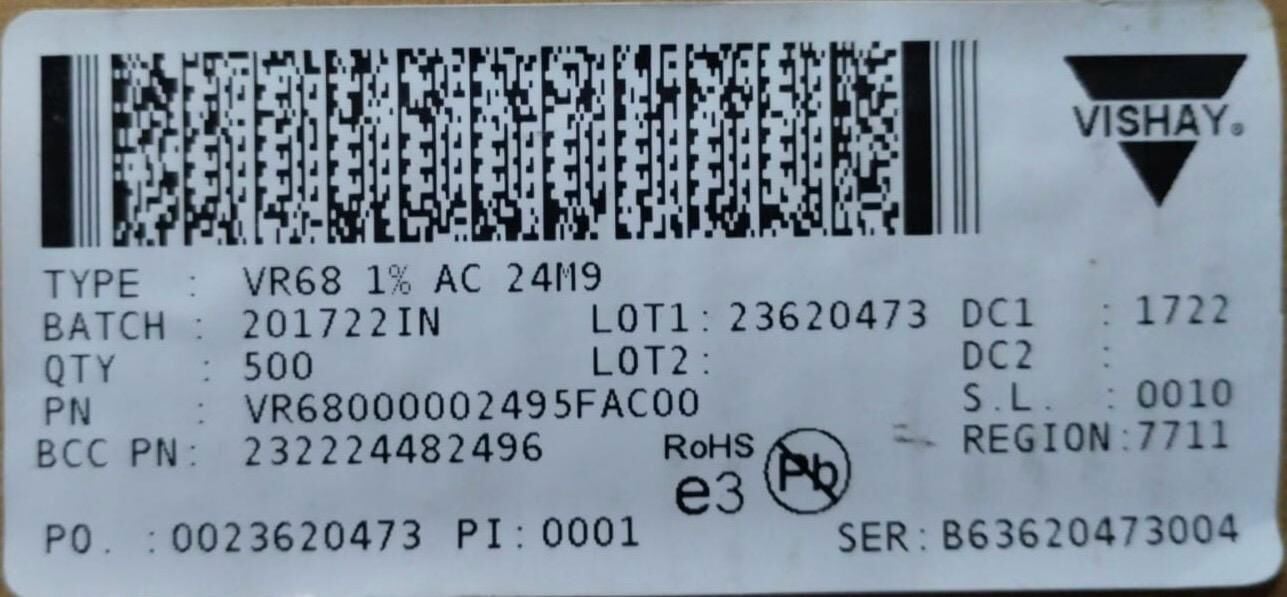 VISHAY®
TYPE : VR68 1% AC 24M9
BATCH : 201722IN LOT1: 23620473 DC1 : 1722
QTY : 500 LOT2: DC2 :
PN : VR68000002495FAC00 S.L. : 0010
BCC PN: 232224482496 RoHS REGION:7711
e3 Pb
PO. :0023620473 PI:0001 SER:B63620473004